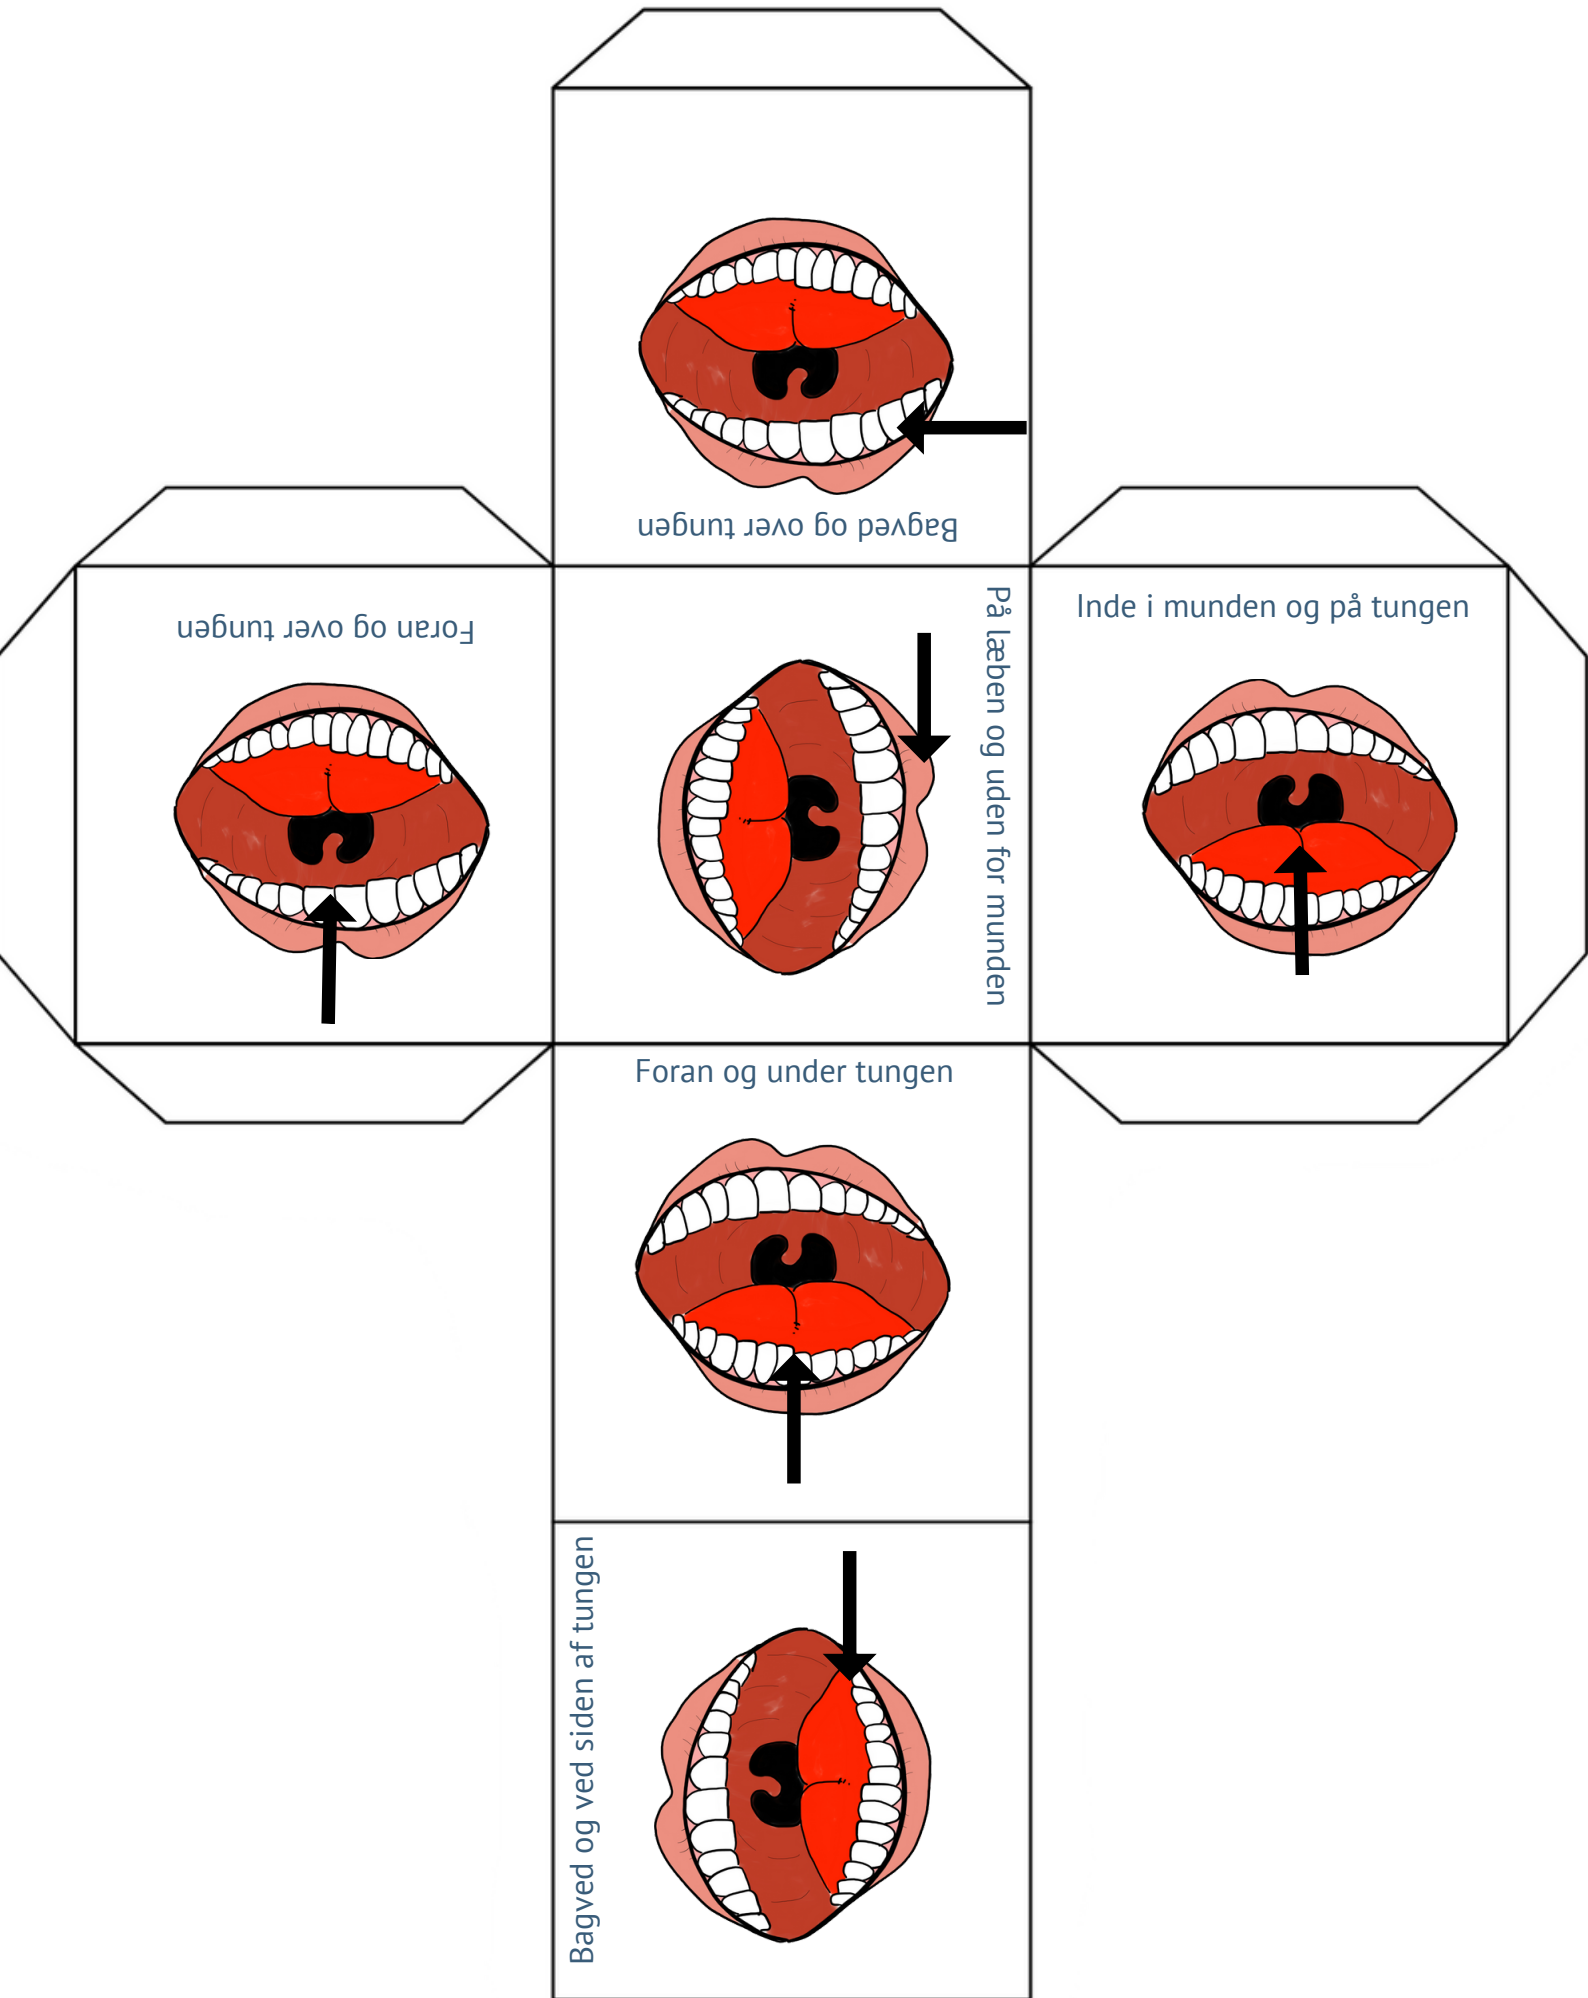 Bagved og over tungen
Foran og over tungen
På læben og uden for munden
Inde i munden og på tungen
Foran og under tungen
Bagved og ved siden af tungen